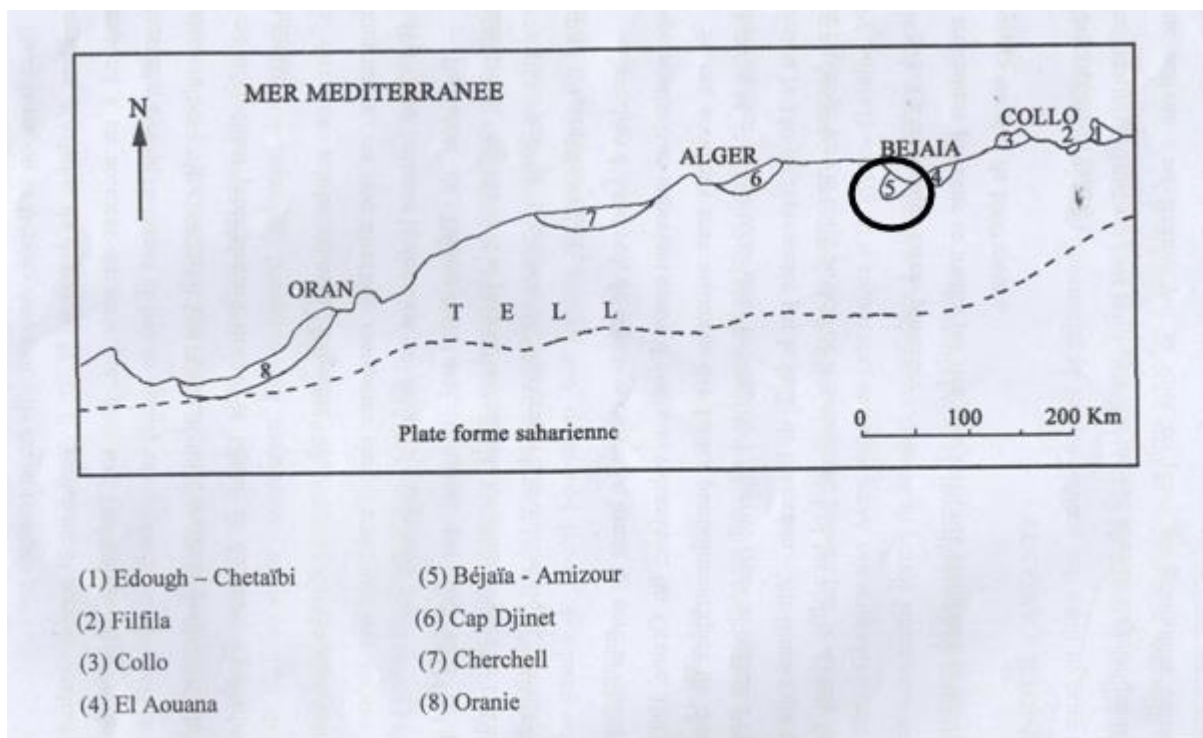 MER MEDITERRANEE
N
COLLO
ALGER
BEJAIA
3
2
1
6
5
4
7
ORAN
T E L L
8
0 100 200 Km
Plate forme saharienne
(1) Edough – Chetaïbi
(2) Filfila
(3) Collo
(4) El Aouana
(5) Béjaïa - Amizour
(6) Cap Djinet
(7) Cherchell
(8) Oranie